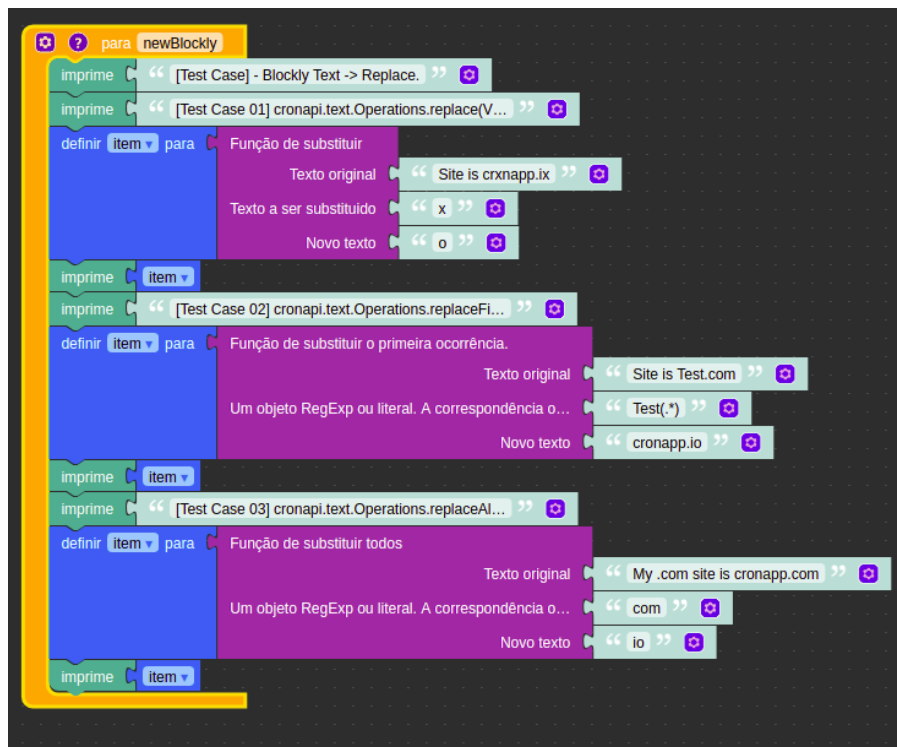 ? para newBlockly
imprime “ [Test Case] - Blockly Text -> Replace. ”
imprime “ [Test Case 01] cronapi.text.Operations.replace(V... ”
definir item para Função de substituir
Texto original “ Site is crxnapp.ix ”
Texto a ser substituido “ x ”
Novo texto “ o ”
imprime item
imprime “ [Test Case 02] cronapi.text.Operations.replaceFi... ”
definir item para Função de substituir o primeira ocorrência.
Texto original “ Site is Test.com ”
Um objeto RegExp ou literal. A correspondência o... “ Test(.*) ”
Novo texto “ cronapp.io ”
imprime item
imprime “ [Test Case 03] cronapi.text.Operations.replaceAl... ”
definir item para Função de substituir todos
Texto original “ My .com site is cronapp.com ”
Um objeto RegExp ou literal. A correspondência o... “ com ”
Novo texto “ io ”
imprime item